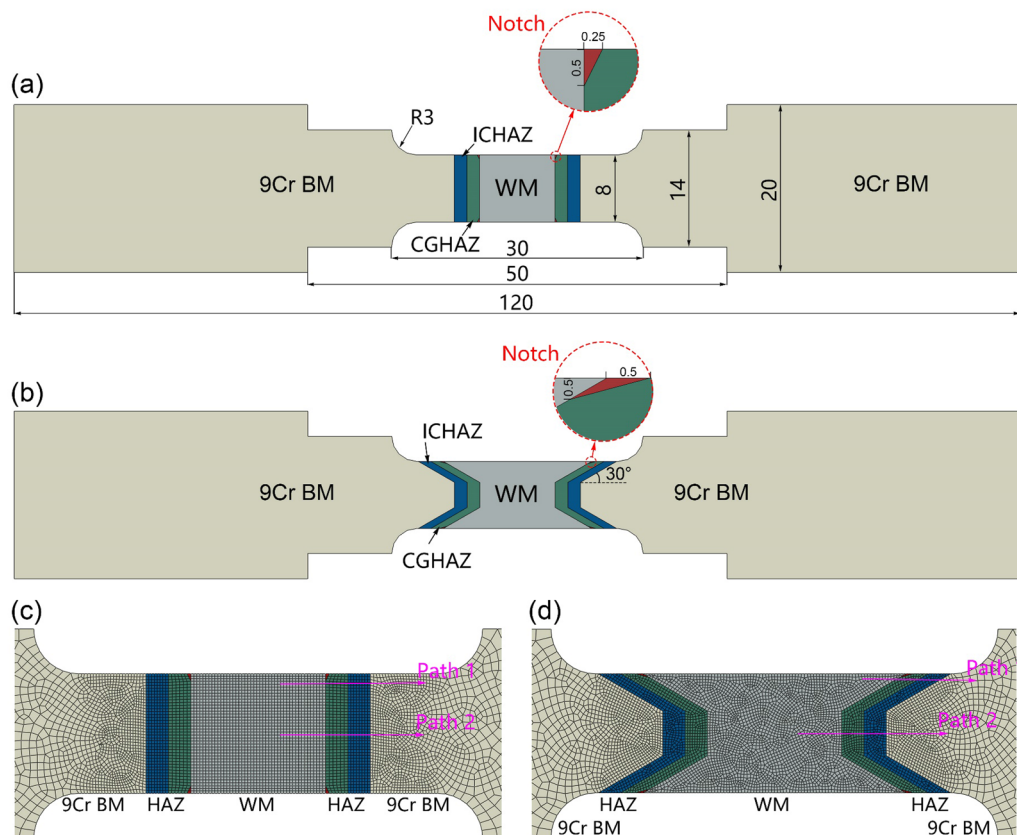 (a)
Notch
0.25
0.5
R3
ICHAZ
9Cr BM
WM
8
14
20
9Cr BM
CGHAZ
30
50
120
(b)
Notch
0.5
0.5
ICHAZ
30°
9Cr BM
WM
9Cr BM
CGHAZ
(c)
Path 1
Path 2
9Cr BM
HAZ
WM
HAZ
9Cr BM
(d)
Path
Path 2
HAZ
WM
HAZ
9Cr BM
9Cr BM